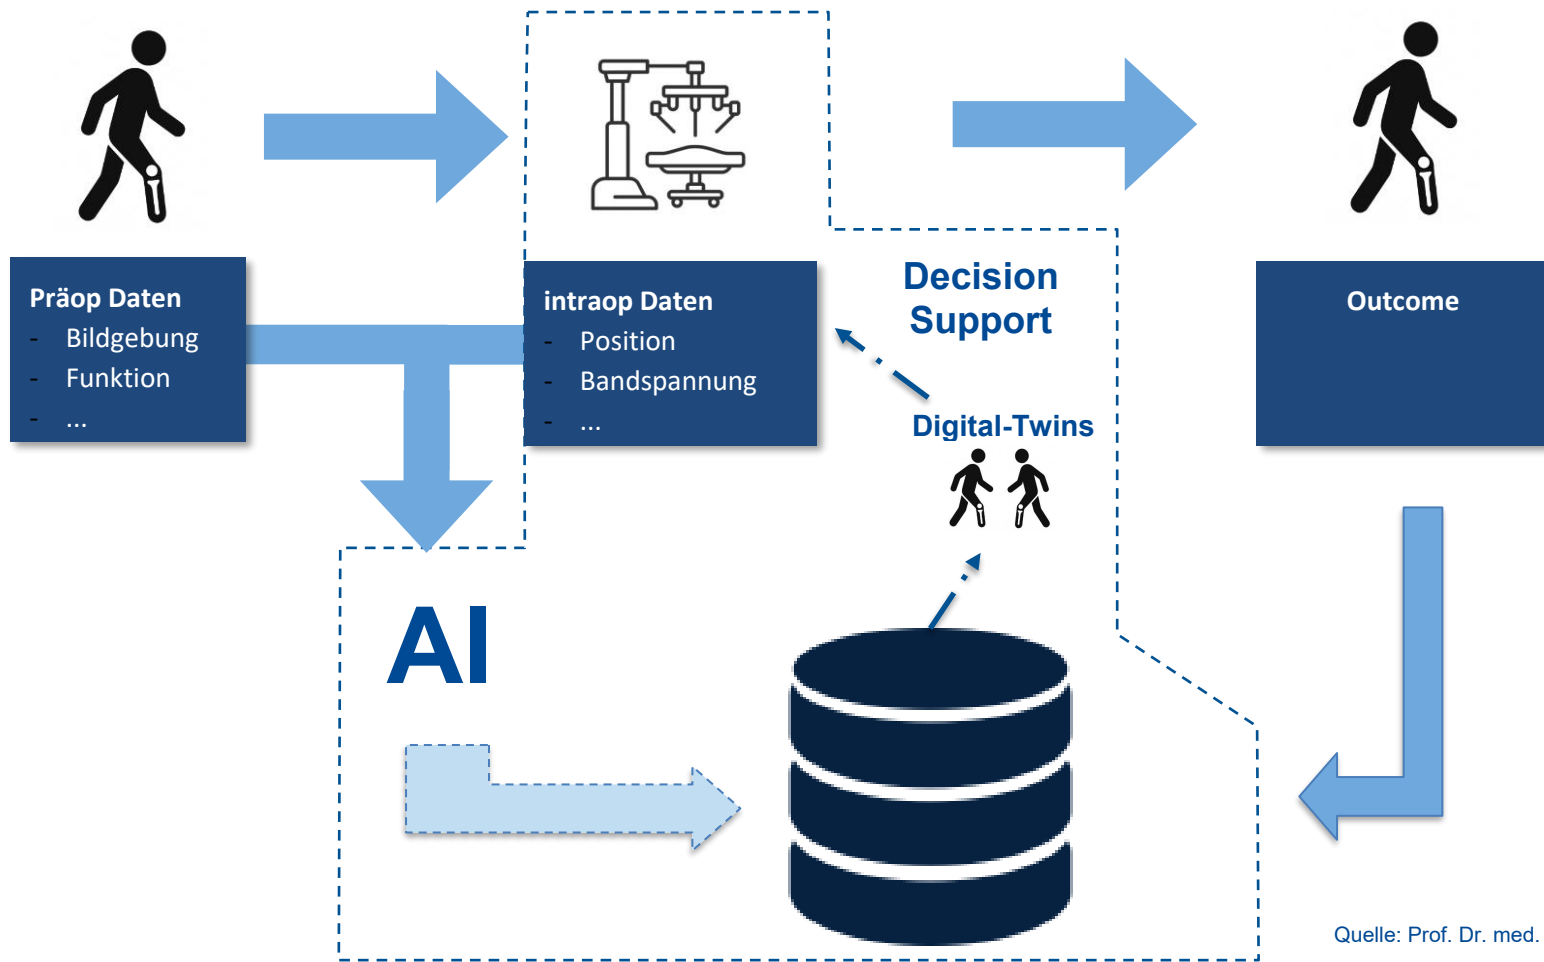 Präop Daten
- Bildgebung
- Funktion
- ...
intraop Daten
- Position
- Bandspannung
- ...
Decision
Support
Outcome
Digital-Twins
AI
Quelle: Prof. Dr. med.